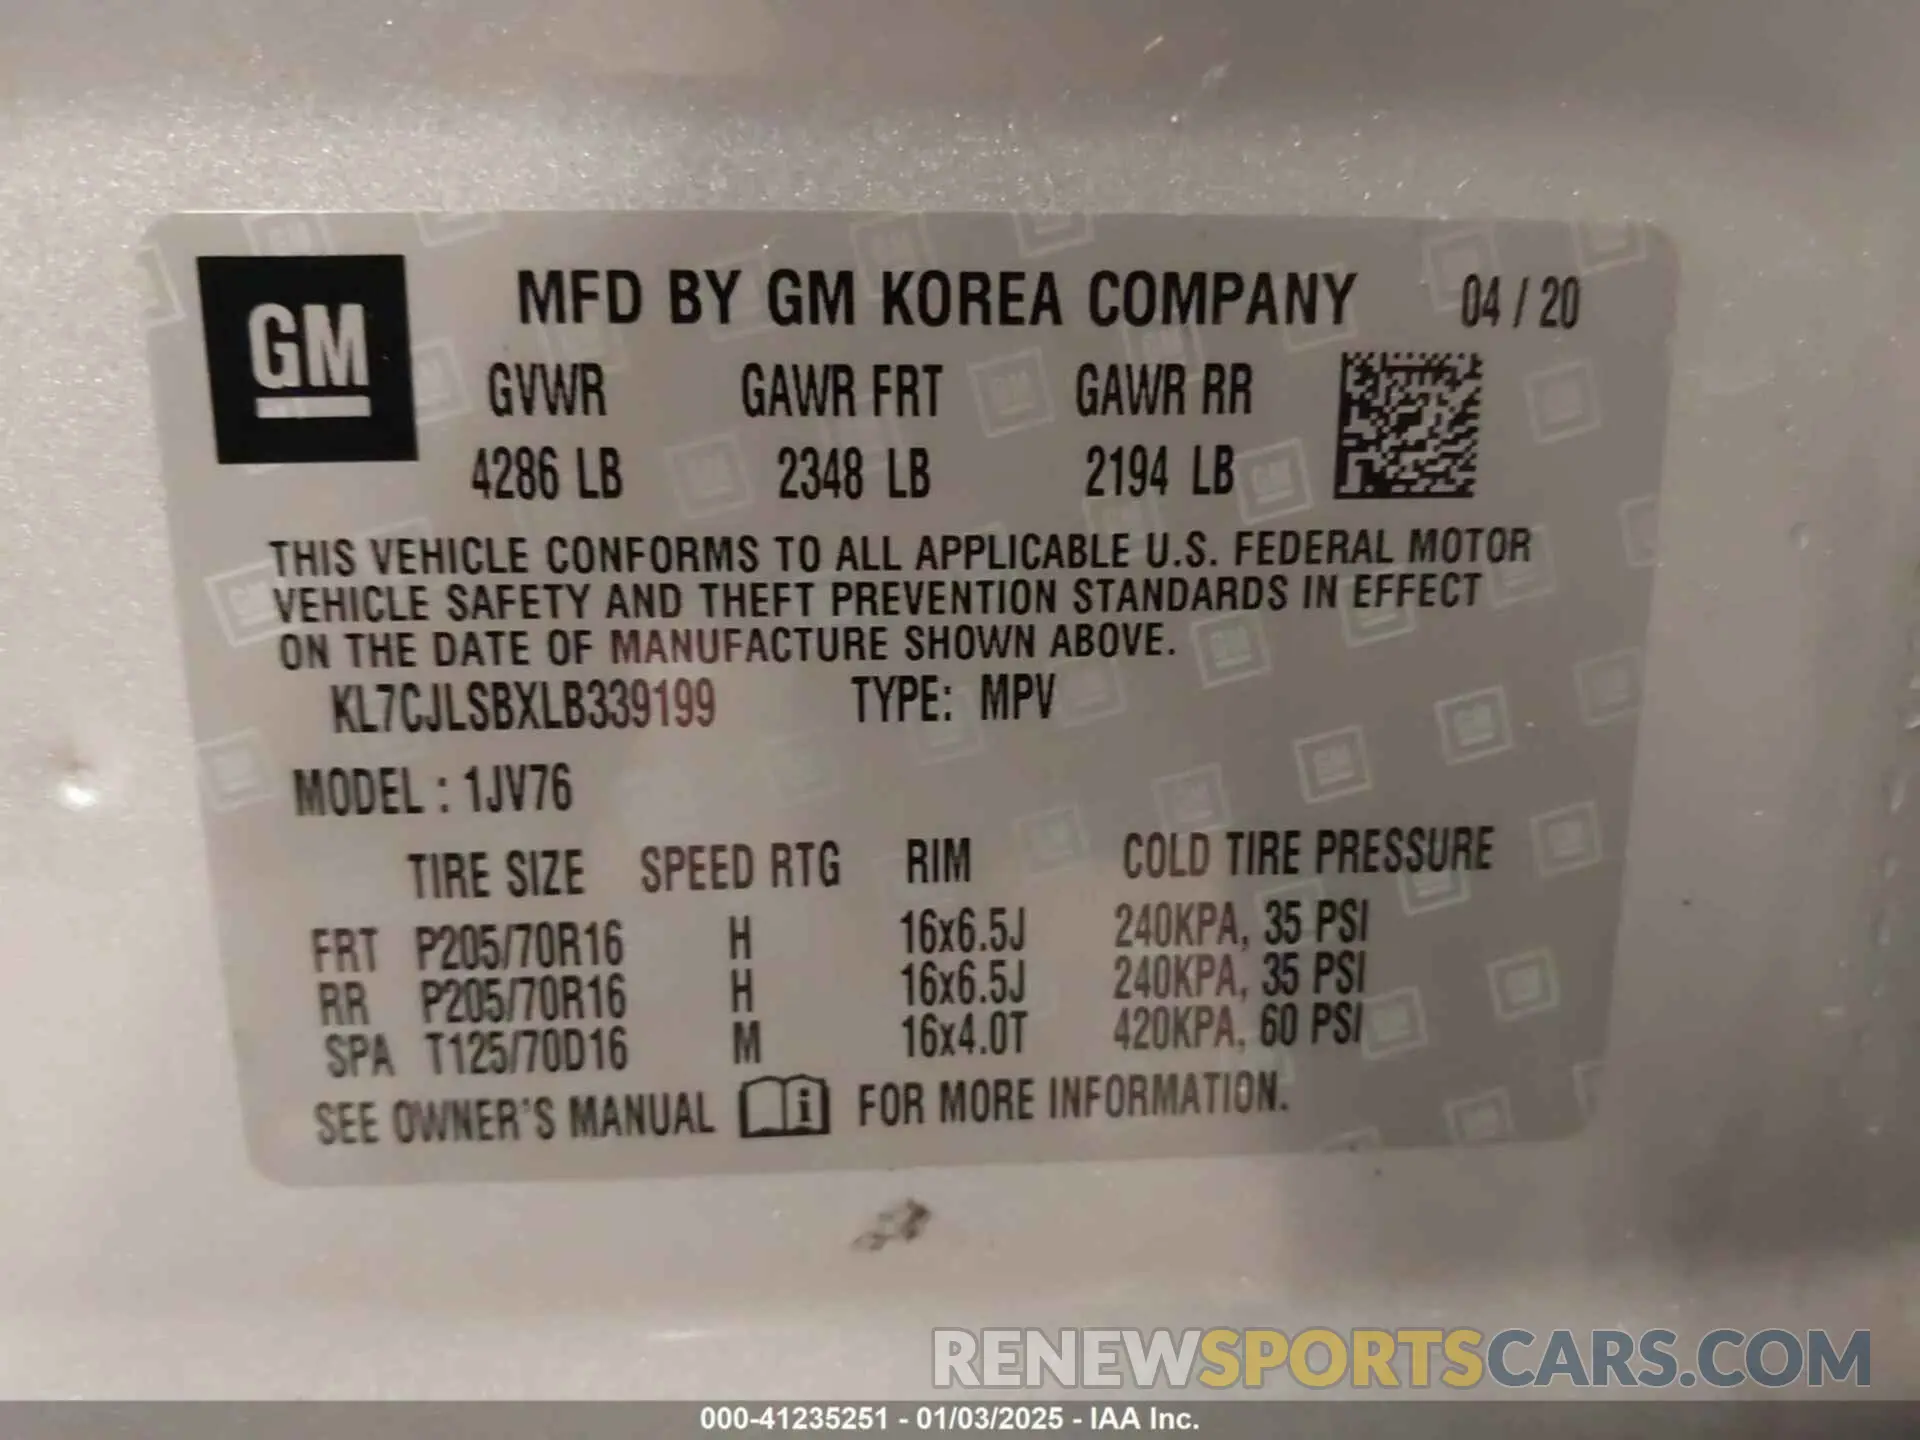 GM
MFD BY GM KOREA COMPANY 04 / 20
GVWR GAWR FRT GAWR RR
4286 LB 2348 LB 2194 LB
THIS VEHICLE CONFORMS TO ALL APPLICABLE U.S. FEDERAL MOTOR
VEHICLE SAFETY AND THEFT PREVENTION STANDARDS IN EFFECT
ON THE DATE OF MANUFACTURE SHOWN ABOVE.
KL7CJLSBXLB339199 TYPE: MPV
MODEL : 1JV76
TIRE SIZE SPEED RTG RIM COLD TIRE PRESSURE
FRT P205/70R16 H 16x6.5J 240KPA, 35 PSI
RR P205/70R16 H 16x6.5J 240KPA, 35 PSI
SPA T125/70D16 M 16x4.0T 420KPA, 60 PSI
SEE OWNER'S MANUAL i FOR MORE INFORMATION.
RENEWSPORTSCARS.COM
000-41235251 - 01/03/2025 - IAA Inc.